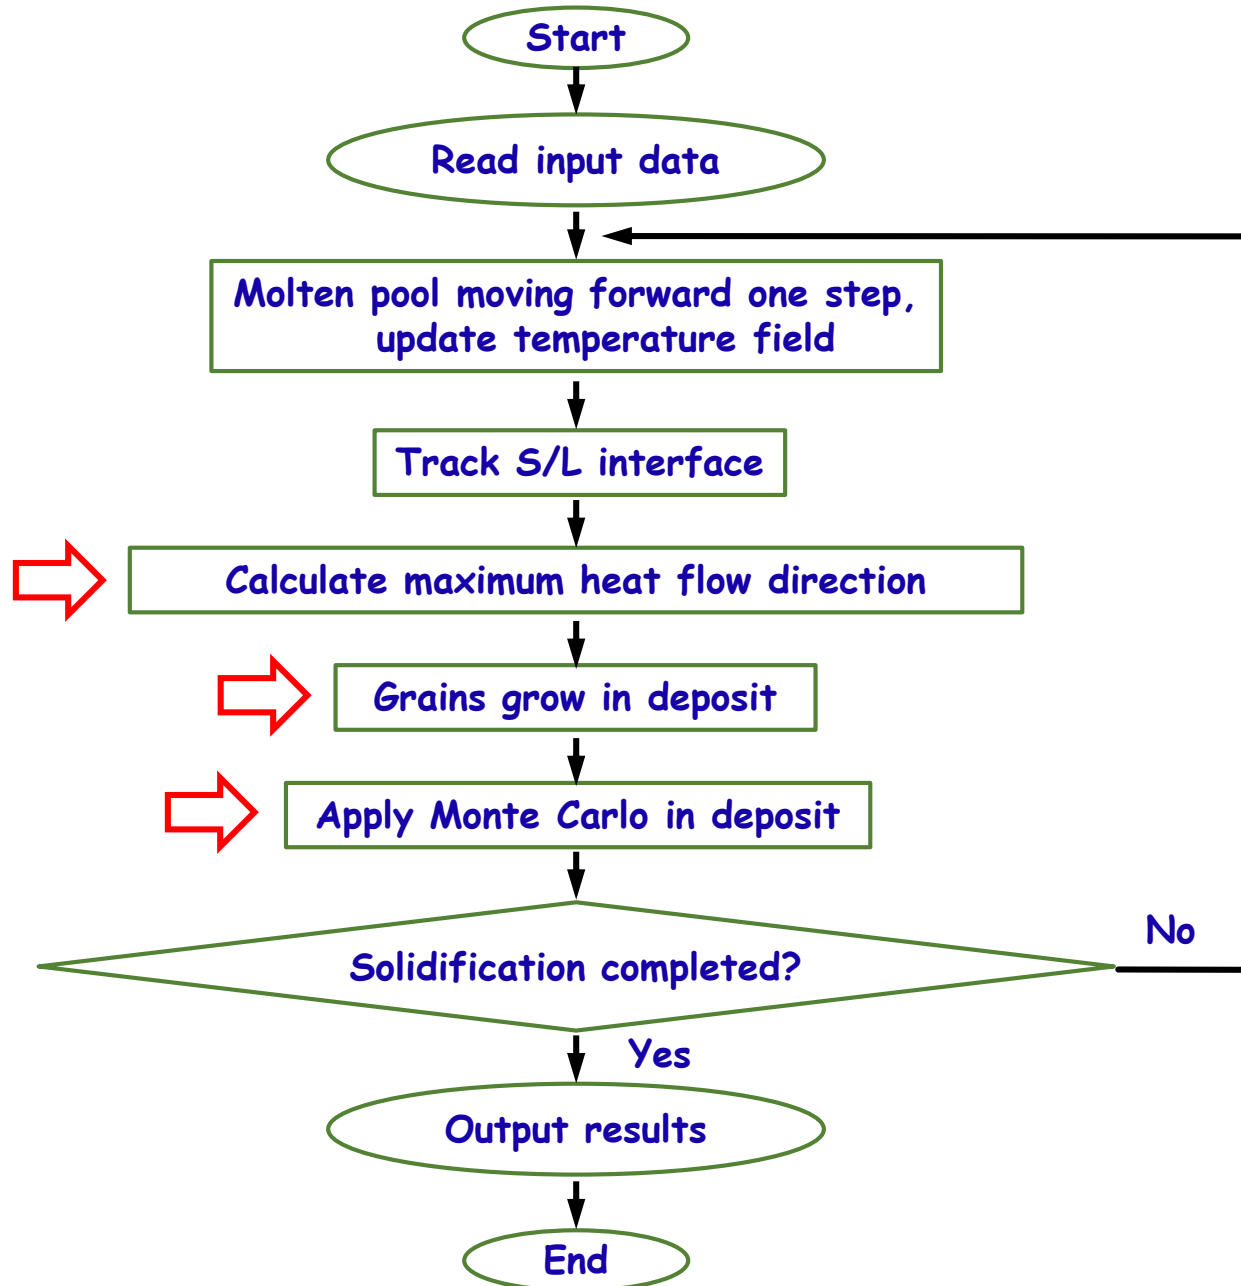 Start
Read input data
Molten pool moving forward one step,
update temperature field
Track S/L interface
Calculate maximum heat flow direction
Grains grow in deposit
Apply Monte Carlo in deposit
No
Solidification completed?
Yes
Output results
End